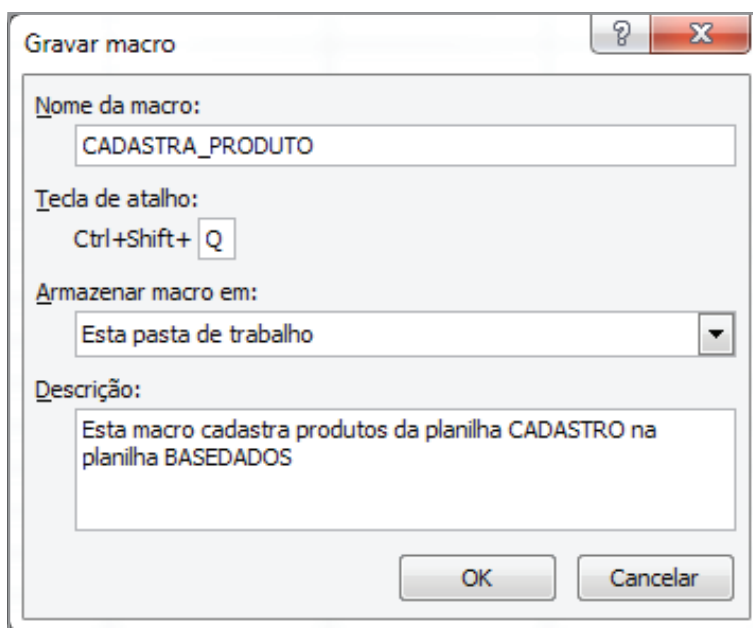 Gravar macro
Nome da macro:
CADASTRA_PRODUTO
Tecla de atalho:
Ctrl+Shift+ Q
Armazenar macro em:
Esta pasta de trabalho
Descrição:
Esta macro cadastra produtos da planilha CADASTRO na
planilha BASEDADOS
OK Cancelar